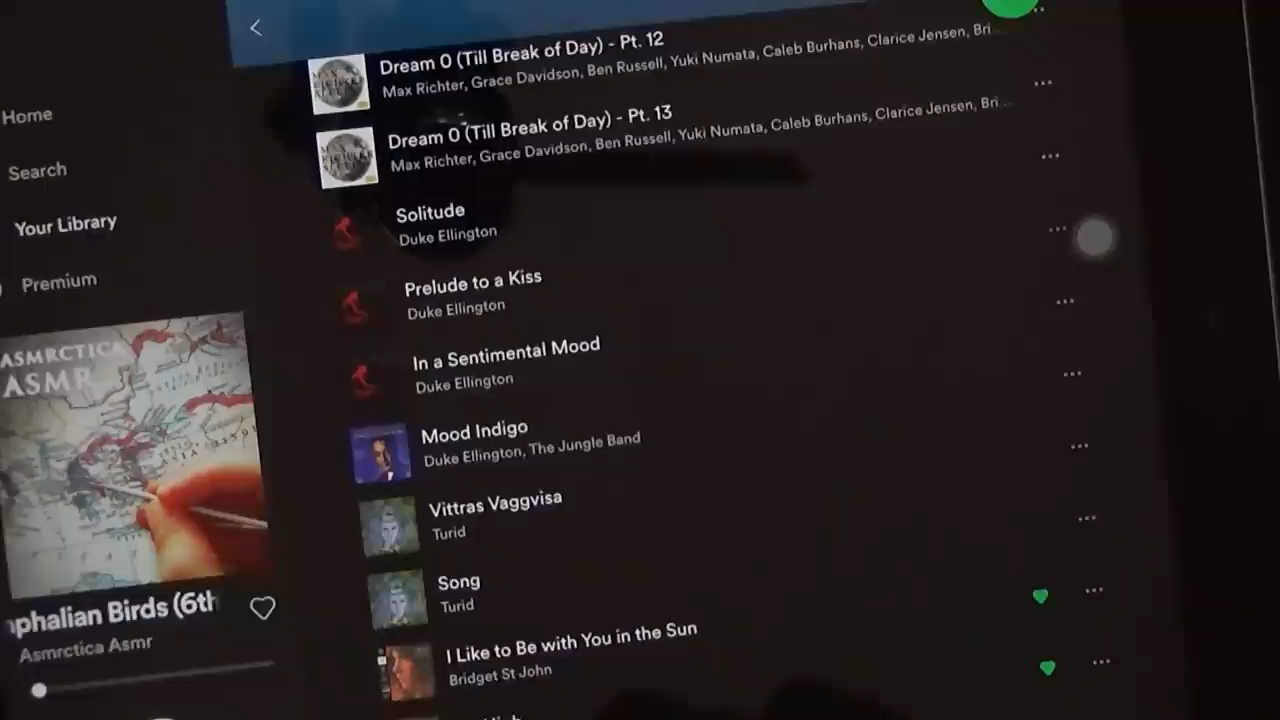 Home
Search
Your Library
Premium
ASMRCTICA
ASMR
phalian Birds (6th
Asmrctica Asmr
Dream 0 (Till Break of Day) - Pt. 12
Max Richter, Grace Davidson, Ben Russell, Yuki Numata, Caleb Burhans, Clarice Jensen, Bri...
Dream 0 (Till Break of Day) - Pt. 13
Max Richter, Grace Davidson, Ben Russell, Yuki Numata, Caleb Burhans, Clarice Jensen, Bri...
Solitude
Duke Ellington
Prelude to a Kiss
Duke Ellington
In a Sentimental Mood
Duke Ellington
Mood Indigo
Duke Ellington, The Jungle Band
Vittras Vaggvisa
Turid
Song
Turid
I Like to Be with You in the Sun
Bridget St John